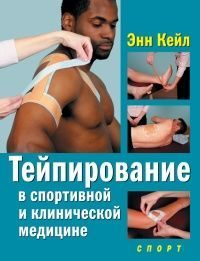 Энн Кейл
Тейпирование
в спортивной
и клинической
медицине
СПОРТ